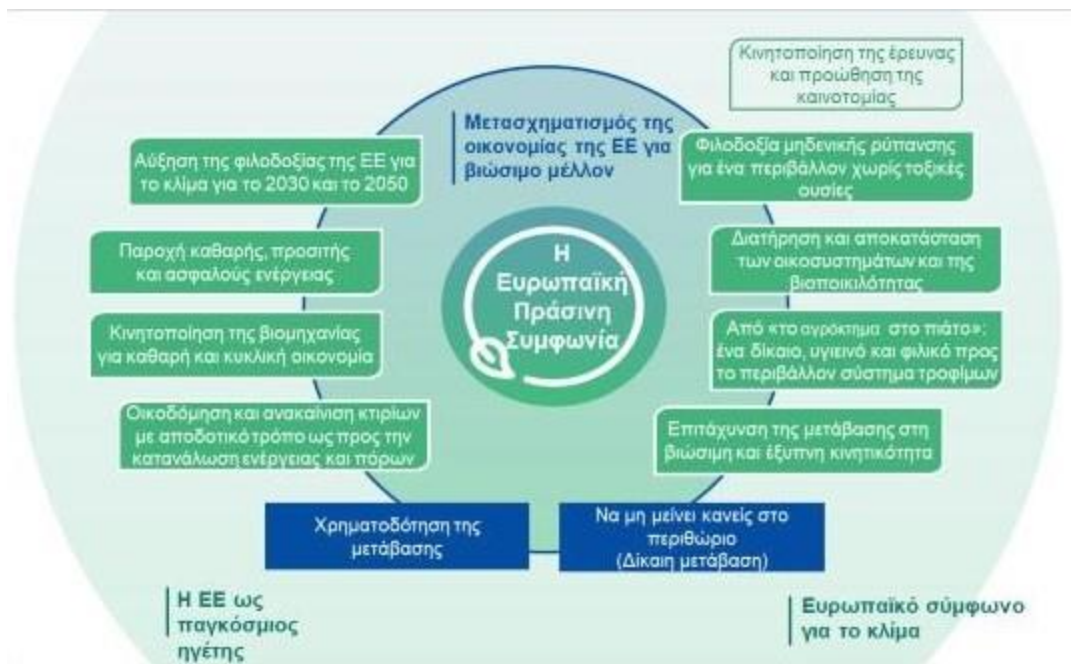 Κινητοποίηση της έρευνας
και προώθηση της
καινοτομίας
Μετασχηματισμός της
οικονομίας της ΕΕ για
βιώσιμο μέλλον
Αύξηση της φιλοδοξίας της ΕΕ για
το κλίμα για το 2030 και το 2050
Φιλοδοξία μηδενικής ρύπανσης
για ένα περιβάλλον χωρίς τοξικές
ουσίες
Παροχή καθαρής, προσιτής
και ασφαλούς ενέργειας
Διατήρηση και αποκατάσταση
των οικοσυστημάτων και της
βιοποικιλότητας
Η
Ευρωπαϊκή
Πράσινη
Συμφωνία
Κινητοποίηση της βιομηχανίας
για καθαρή και κυκλική οικονομία
Από «το αγρόκτημα στο πιάτο»:
ένα δίκαιο, υγιεινό και φιλικό προς
το περιβάλλον σύστημα τροφίμων
Οικοδόμηση και ανακαίνιση κτιρίων
με αποδοτικό τρόπο ως προς την
κατανάλωση ενέργειας και πόρων
Επιτάχυνση της μετάβασης στη
βιώσιμη και έξυπνη κινητικότητα
Χρηματοδότηση της
μετάβασης
Να μη μείνει κανείς στο
περιθώριο
(Δίκαιη μετάβαση)
Η ΕΕ ως
παγκόσμιος
ηγέτης
Ευρωπαϊκό σύμφωνο
για το κλίμα